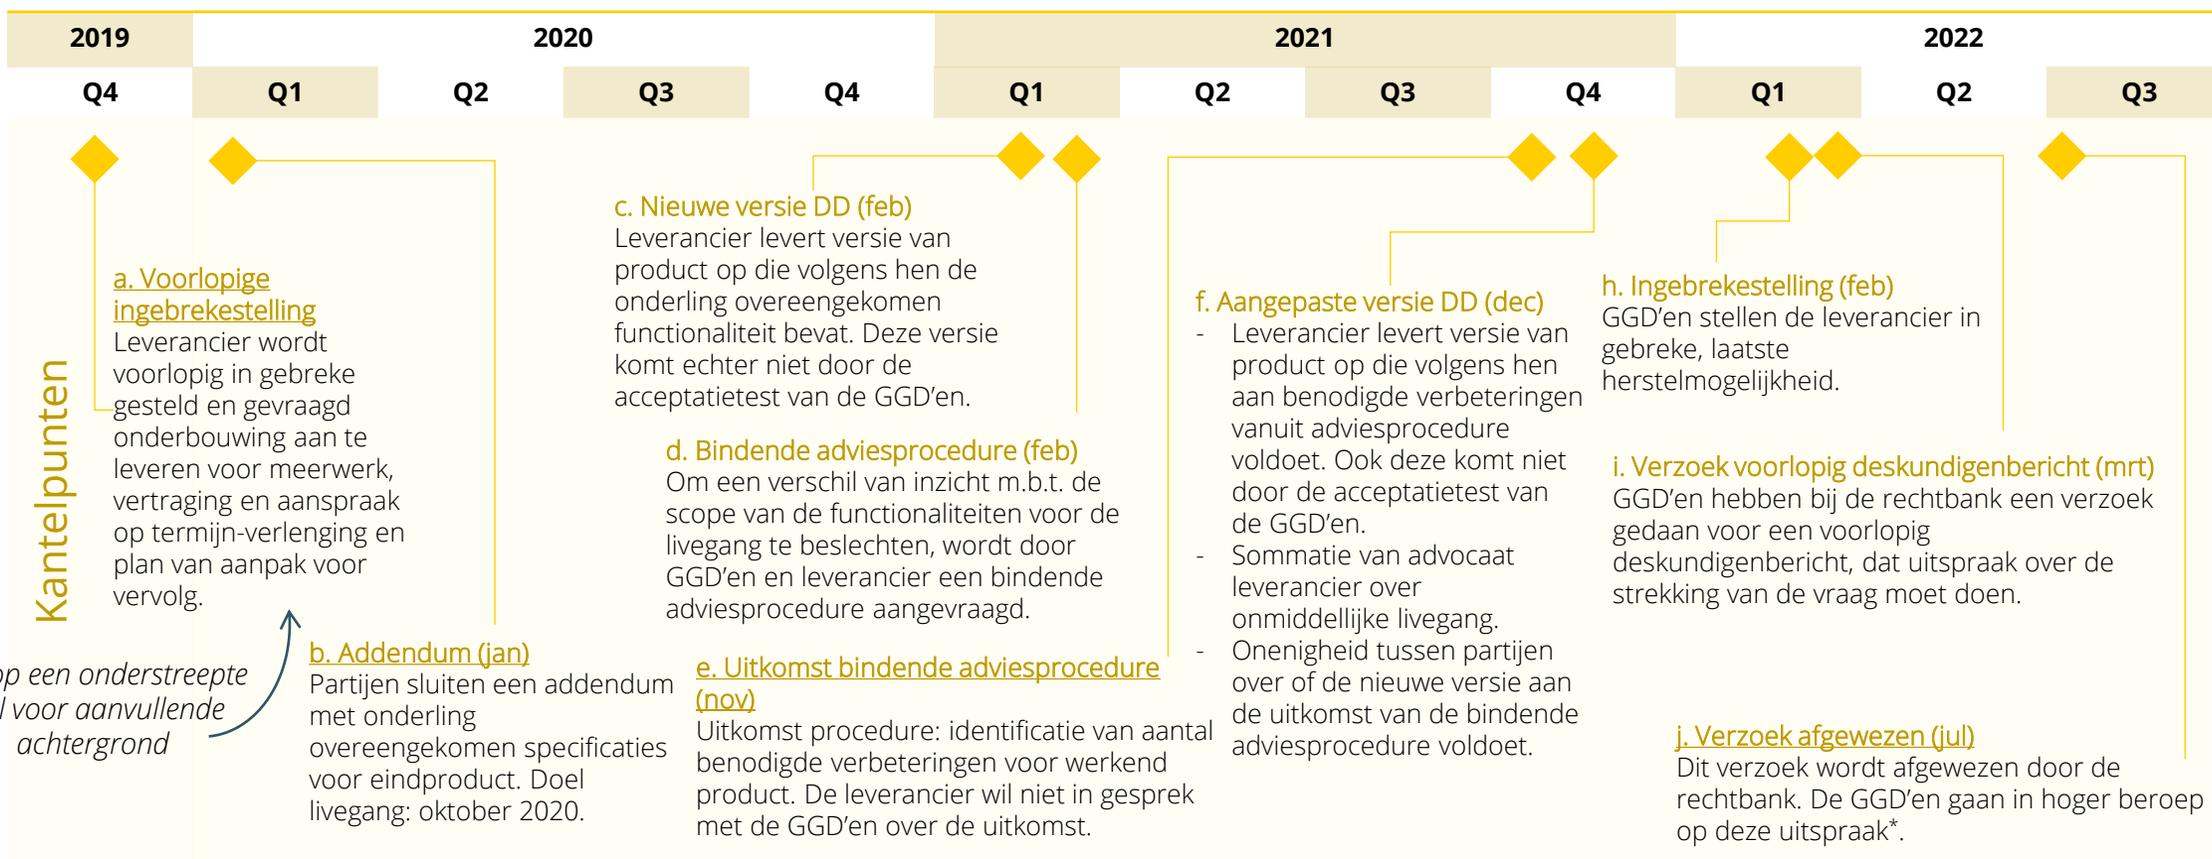 2019 2020 2021 2022
Q4 Q1 Q2 Q3 Q4 Q1 Q2 Q3 Q4 Q1 Q2 Q3
Kantelpunten
a. Voorlopige
ingebrekestelling
Leverancier wordt
voorlopig in gebreke
gesteld en gevraagd
onderbouwing aan te
leveren voor meerwerk,
vertraging en aanspraak
op termijn-verlenging en
plan van aanpak voor
vervolg.
een onderstreepte
voor aanvullende
achtergrond
b. Addendum (jan)
Partijen sluiten een addendum
met onderling
overeengekomen specificaties
voor eindproduct. Doel
livegang: oktober 2020.
c. Nieuwe versie DD (feb)
Leverancier levert versie van
product op die volgens hen de
onderling overeengekomen
functionaliteit bevat. Deze versie
komt echter niet door de
acceptatietest van de GGD’en.
d. Bindende adviesprocedure (feb)
Om een verschil van inzicht m.b.t. de
scope van de functionaliteiten voor de
livegang te beslechten, wordt door
GGD’en en leverancier een bindende
adviesprocedure aangevraagd.
e. Uitkomst bindende adviesprocedure
(nov)
Uitkomst procedure: identificatie van aantal
benodigde verbeteringen voor werkend
product. De leverancier wil niet in gesprek
met de GGD’en over de uitkomst.
f. Aangepaste versie DD (dec)
- Leverancier levert versie van
product op die volgens hen
aan benodigde verbeteringen
vanuit adviesprocedure
voldoet. Ook deze komt niet
door de acceptatietest van
de GGD’en.
- Sommatie van advocaat
leverancier over
onmiddellijke livegang.
- Onenigheid tussen partijen
over of de nieuwe versie aan
de uitkomst van de bindende
adviesprocedure voldoet.
h. Ingebrekestelling (feb)
GGD’en stellen de leverancier in
gebreke, laatste
herstelmogelijkheid.
i. Verzoek voorlopig deskundigenbericht (mrt)
GGD’en hebben bij de rechtbank een verzoek
gedaan voor een voorlopig
deskundigenbericht, dat uitspraak over de
strekking van de vraag moet doen.
j. Verzoek afgewezen (jul)
Dit verzoek wordt afgewezen door de
rechtbank. De GGD’en gaan in hoger beroep
op deze uitspraak*.